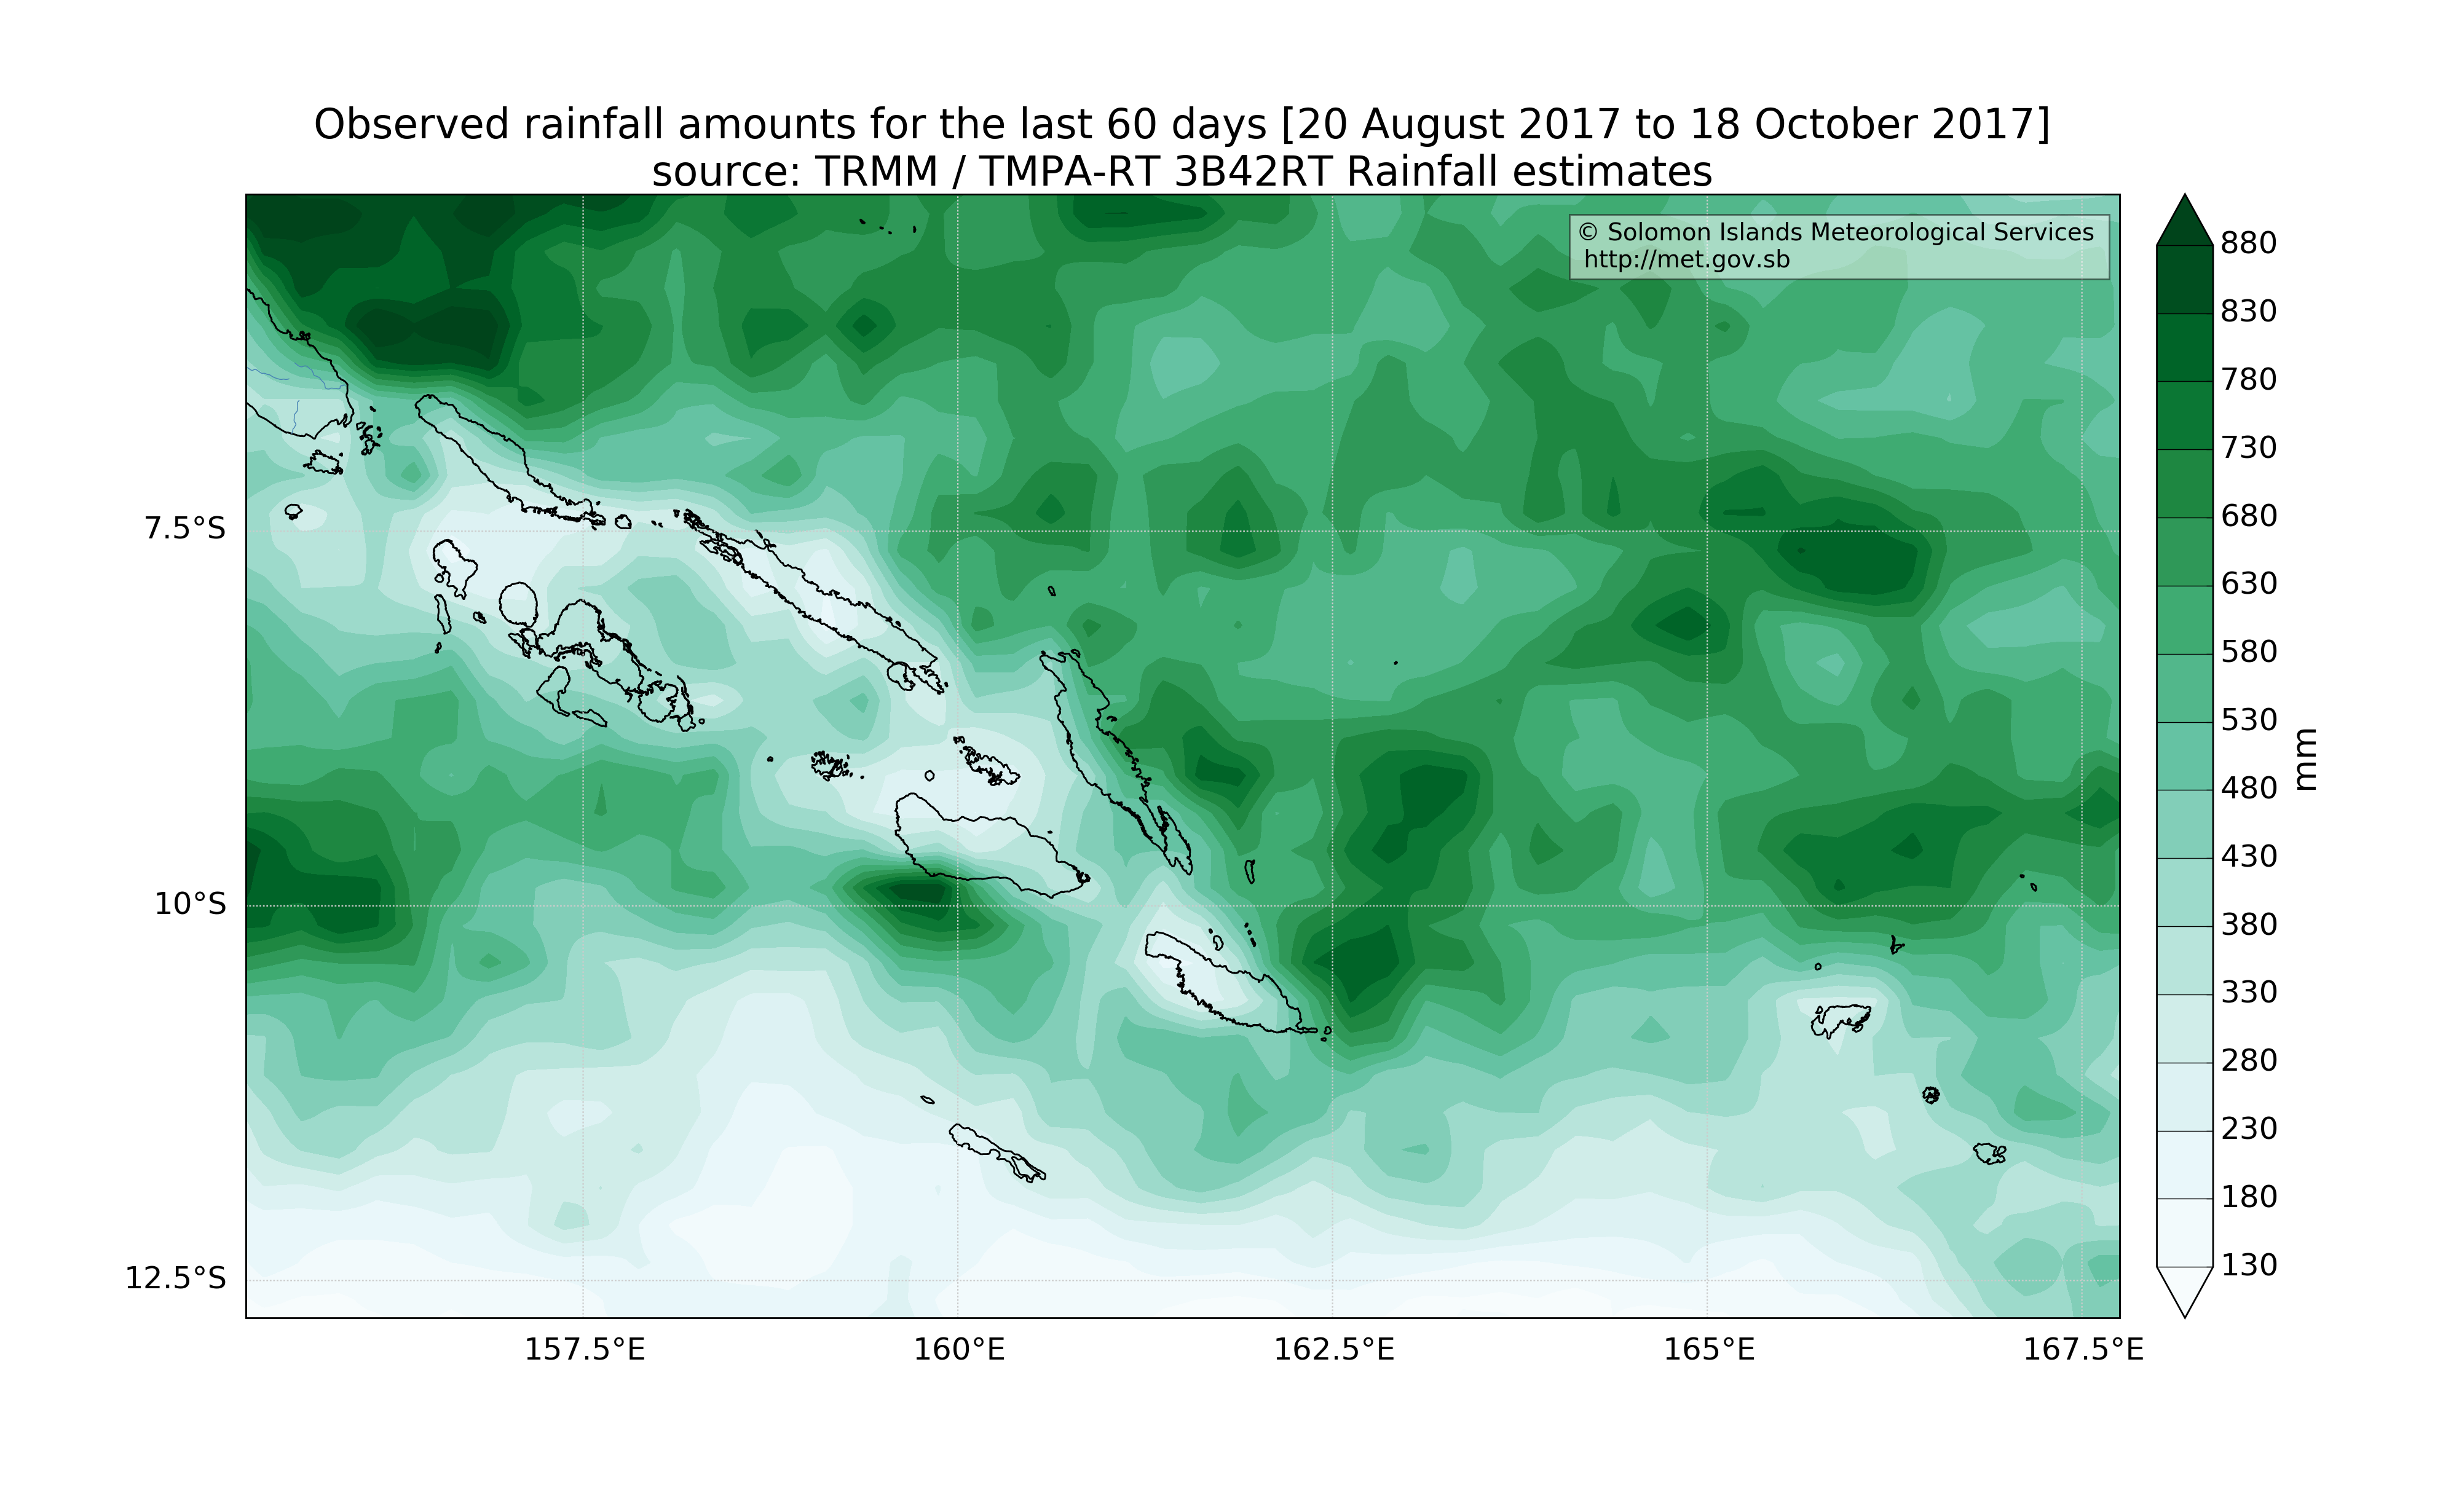 Observed rainfall amounts for the last 60 days [20 August 2017 to 18 October 2017]
source: TRMM / TMPA-RT 3B42RT Rainfall estimates
© Solomon Islands Meteorological Services
http://met.gov.sb
7.5°S
10°S
12.5°S
157.5°E
160°E
162.5°E
165°E
167.5°E
880
830
780
730
680
630
580
530
480
430
380
330
280
230
180
130
mm